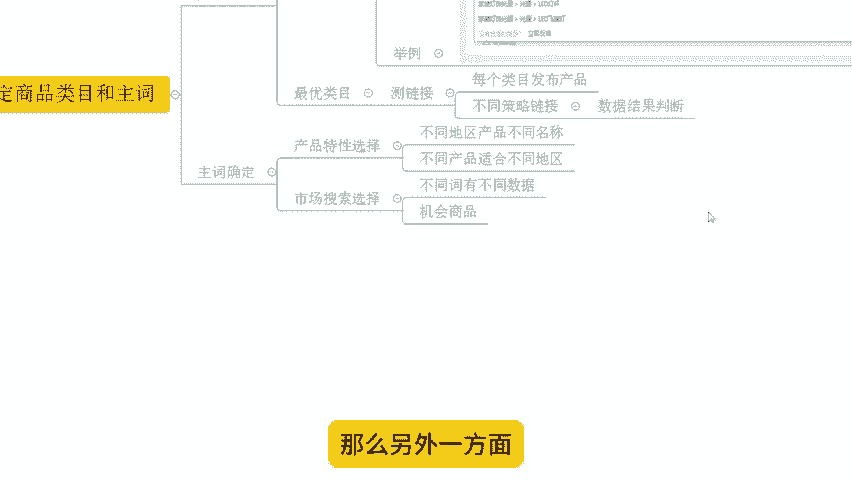 举例
定商品类目和主词
最优类目
测链接
每个类目发布产品
不同策略链接
数据结果判断
主词确定
产品特性选择
不同地区产品不同名称
不同产品适合不同地区
市场搜索选择
不同词有不同数据
机会商品
那么另外一方面